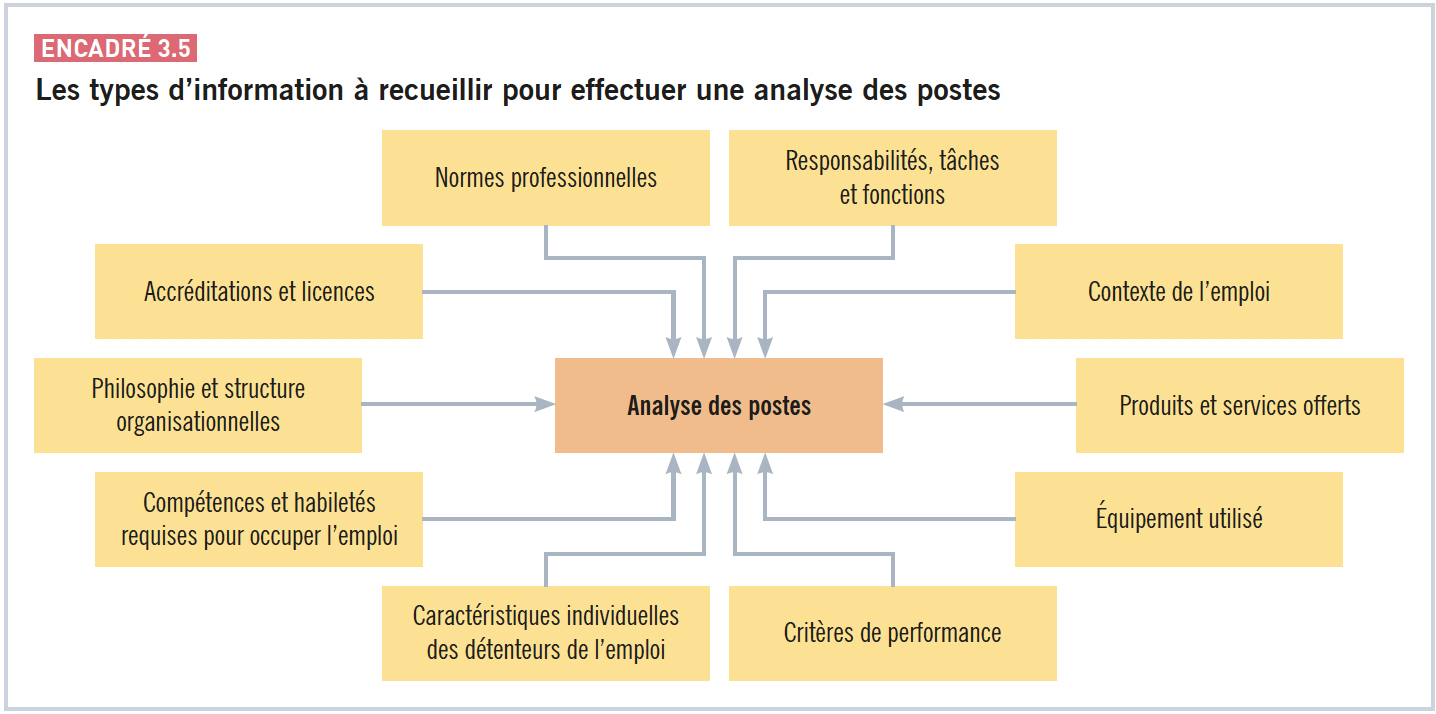 ENCADRÉ 3.5
Les types d’information à recueillir pour effectuer une analyse des postes
Normes professionnelles
Responsabilités, tâches
et fonctions
Accréditations et licences
Contexte de l’emploi
Philosophie et structure
organisationnelles
Analyse des postes
Produits et services offerts
Compétences et habiletés
requises pour occuper l’emploi
Équipement utilisé
Caractéristiques individuelles
des détenteurs de l’emploi
Critères de performance